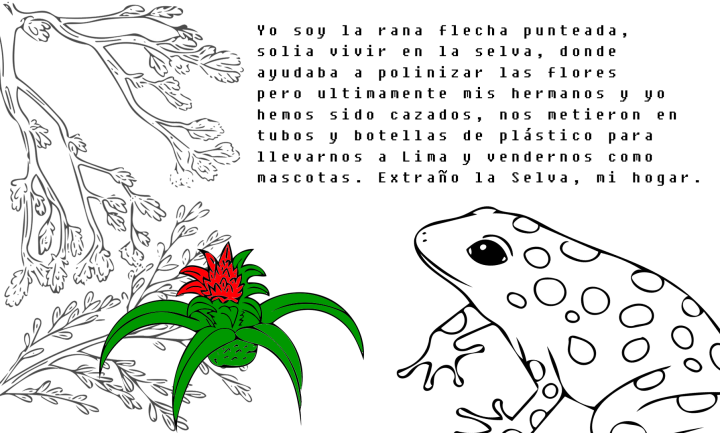 Yo soy la rana flecha punteada,
solia vivir en la selva, donde
ayudaba a polinizar las flores
pero ultimamente mis hermanos y yo
hemos sido cazados, nos metieron en
tubos y botellas de plástico para
llevarnos a Lima y vendernos como
mascotas. Extraño la Selva, mi hogar.